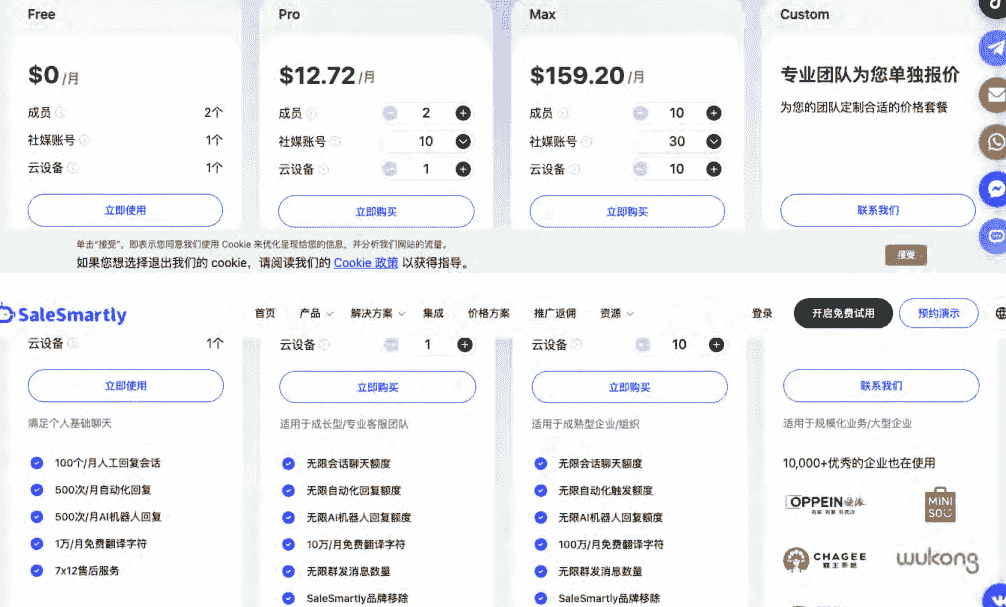 Free
$0/月
成员 2个
社媒账号 1个
云设备 1个
立即使用
Pro
$12.72/月
成员 2
社媒账号 10
云设备 1
立即购买
Max
$159.20/月
成员 10
社媒账号 30
云设备 10
立即购买
Custom
专业团队为您单独报价
为您的团队定制合适的价格套餐
联系我们
单击“接受”，即表示您同意我们使用 Cookie 来优化呈现给您的信息，并分析我们网站的流量。
如果您想选择退出我们的 cookie，请阅读我们的 Cookie 政策 以获得指导。
接受
SaleSmartly 首页 产品 解决方案 集成 价格方案 推广返佣 资源 登录 开启免费试用 预约演示
云设备 1个
立即使用
满足个人基础聊天
100个/月人工回复会话
500次/月自动化回复
500次/月AI机器人回复
1万/月免费翻译字符
7x12售后服务
云设备 1
立即购买
适用于成长型/专业客服团队
无限会话聊天额度
无限自动化回复额度
无限AI机器人回复额度
10万/月免费翻译字符
无限群发消息数量
SaleSmartly品牌移除
云设备 10
立即购买
适用于成熟型企业/组织
无限会话聊天额度
无限自动化触发额度
无限AI机器人回复额度
100万/月免费翻译字符
无限群发消息数量
SaleSmartly品牌移除
联系我们
适用于规模化业务/大型企业
10,000+优秀的企业也在使用
OPPEIN
MINI
SO
CHAGEE
霸王茶姬
wukong